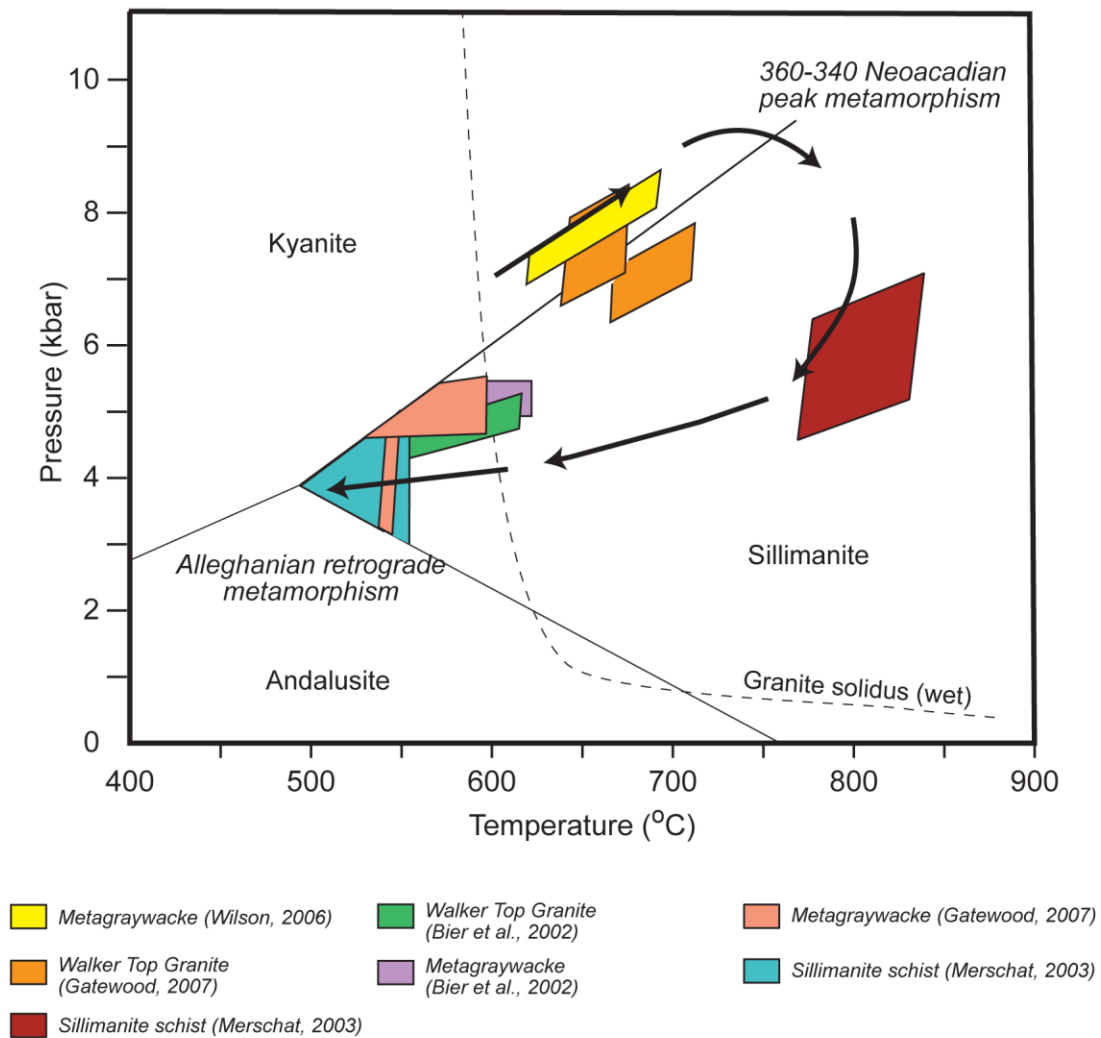 360-340 Neoacadian
peak metamorphism
10
8
6
4
2
0
Pressure (kbar)
Kyanite
Sillimanite
Alleghanian retrograde
metamorphism
Andalusite
Granite solidus (wet)
400
500
600
700
800
900
Temperature (°C)
Metagraywacke (Wilson, 2006)
Walker Top Granite
(Gatewood, 2007)
Sillimanite schist (Merschat, 2003)
Walker Top Granite
(Bier et al., 2002)
Metagraywacke
(Bier et al., 2002)
Metagraywacke (Gatewood, 2007)
Sillimanite schist (Merschat, 2003)